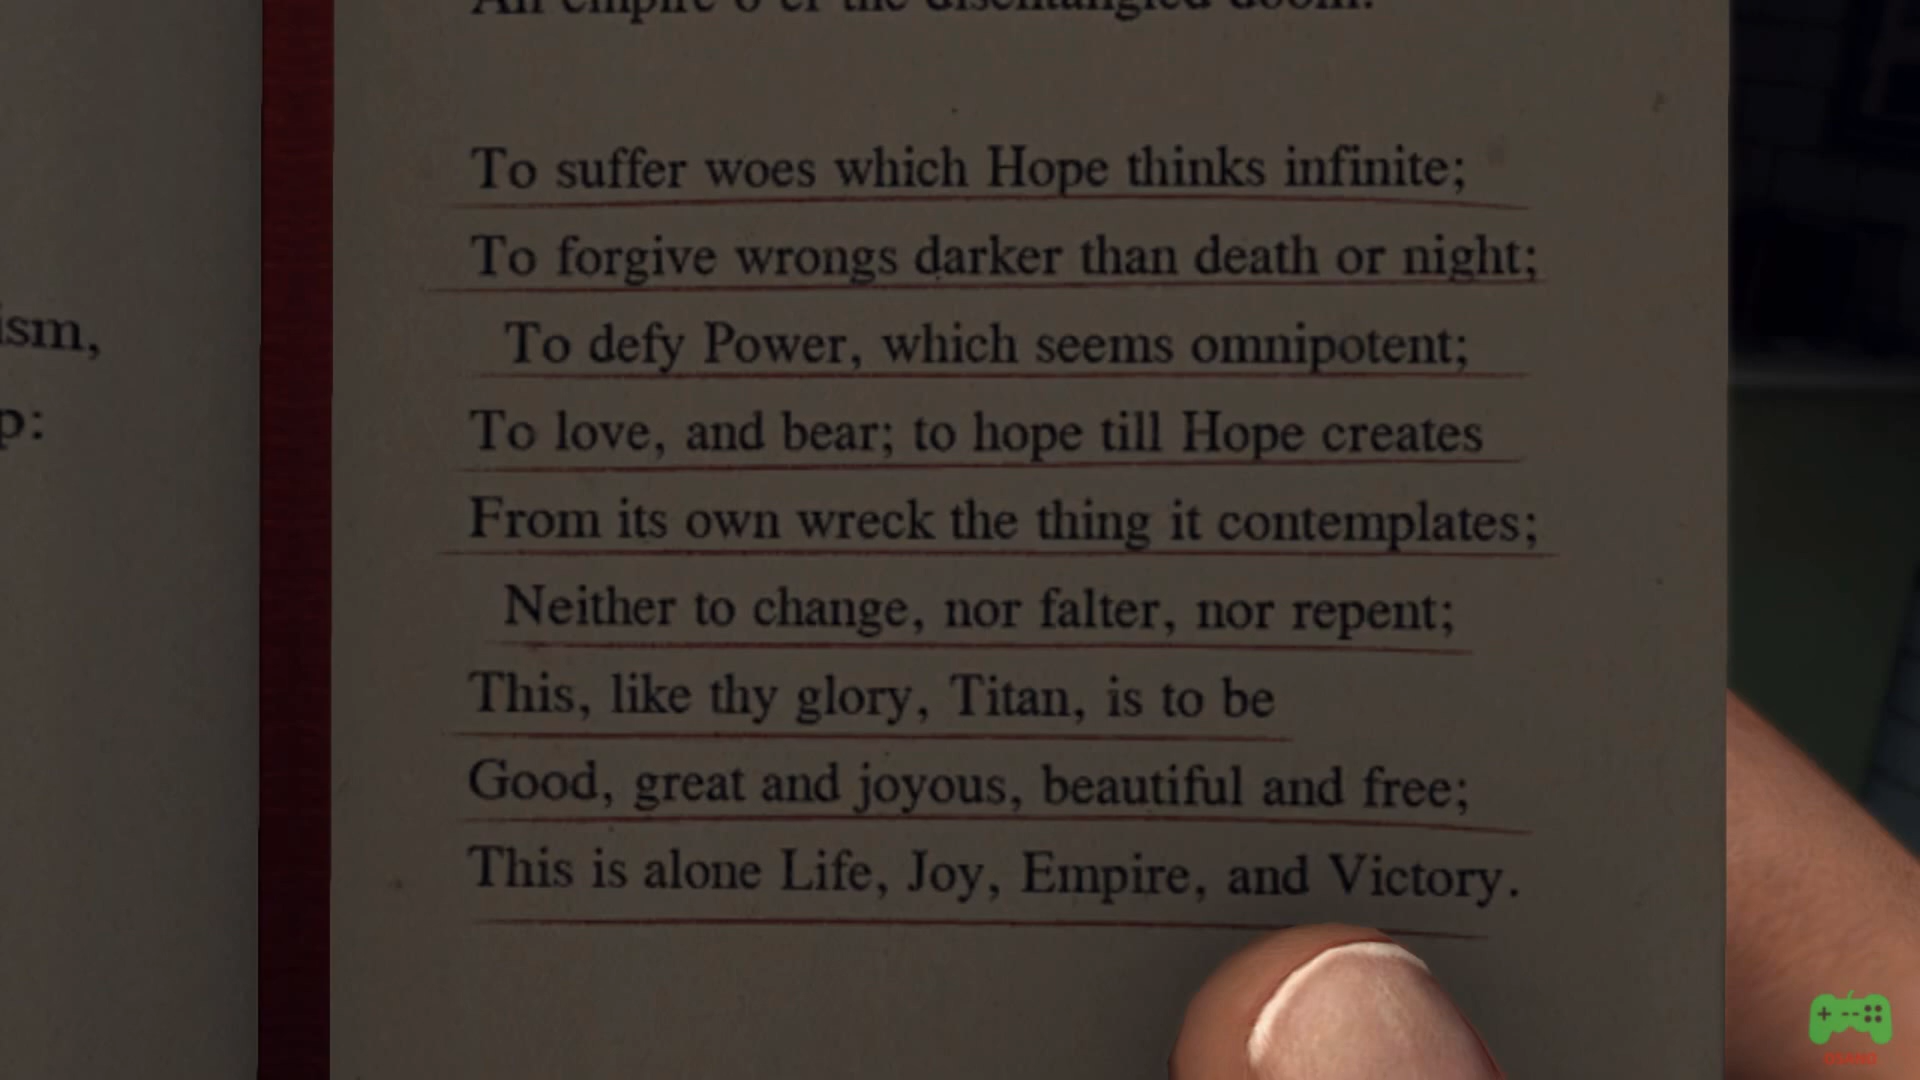 ism,
p:
An empire o'er the disentangled doom.
To suffer woes which Hope thinks infinite;
To forgive wrongs darker than death or night;
To defy Power, which seems omnipotent;
To love, and bear; to hope till Hope creates
From its own wreck the thing it contemplates;
Neither to change, nor falter, nor repent;
This, like thy glory, Titan, is to be
Good, great and joyous, beautiful and free;
This is alone Life, Joy, Empire, and Victory.